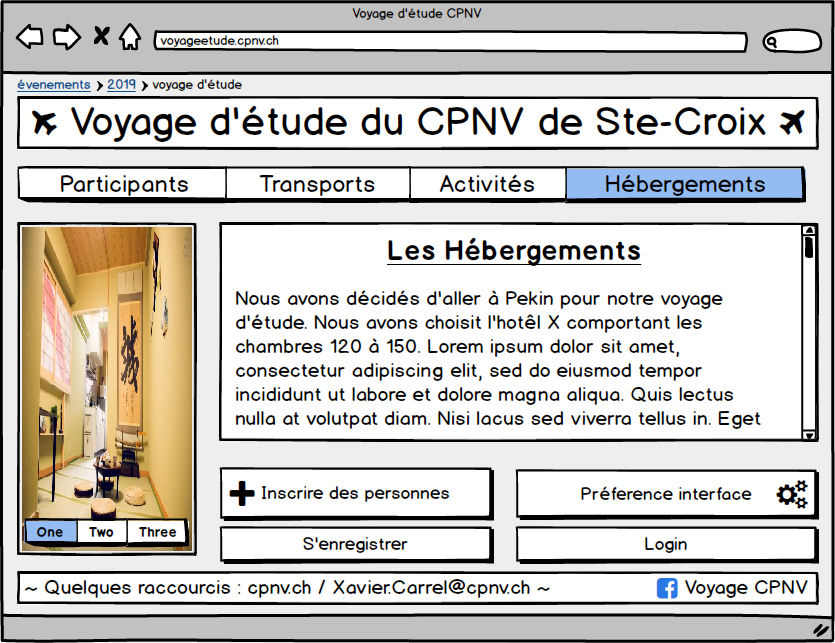 Voyage d'étude CPNV
voyageetude.cpnv.ch
évenements ❯ 2019 ❯ voyage d'étude
Voyage d'étude du CPNV de Ste-Croix
Participants Transports Activités Hébergements
Les Hébergements
Nous avons décidés d'aller à Pekin pour notre voyage
d'étude. Nous avons choisit l'hotêl X comportant les
chambres 120 à 150. Lorem ipsum dolor sit amet,
consectetur adipiscing elit, sed do eiusmod tempor
incididunt ut labore et dolore magna aliqua. Quis lectus
nulla at volutpat diam. Nisi lacus sed viverra tellus in. Eget
One Two Three
Inscrire des personnes
Préference interface
S'enregistrer
Login
~ Quelques raccourcis : cpnv.ch / Xavier.Carrel@cpnv.ch ~
Voyage CPNV